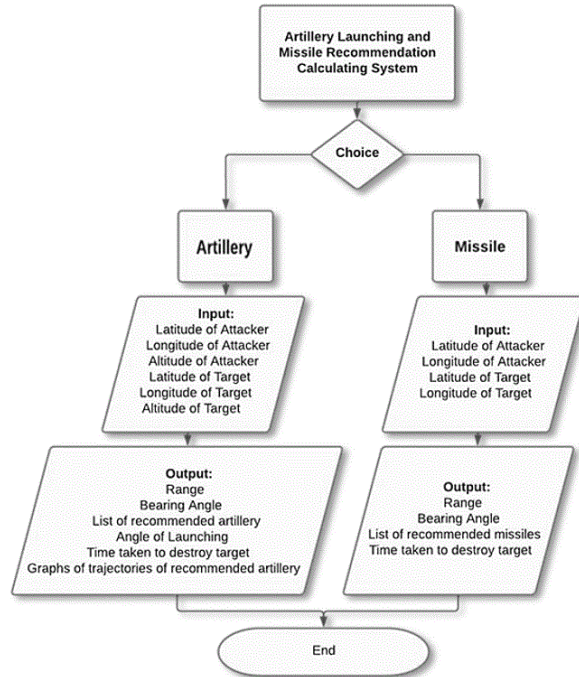 Artillery Launching and
Missile Recommendation
Calculating System
Choice
Artillery
Missile
Input:
Latitude of Attacker
Longitude of Attacker
Altitude of Attacker
Latitude of Target
Longitude of Target
Altitude of Target
Input:
Latitude of Attacker
Longitude of Attacker
Latitude of Target
Longitude of Target
Output:
Range
Bearing Angle
List of recommended artillery
Angle of Launching
Time taken to destroy target
Graphs of trajectories of recommended artillery
Output:
Range
Bearing Angle
List of recommended missiles
Time taken to destroy target
End